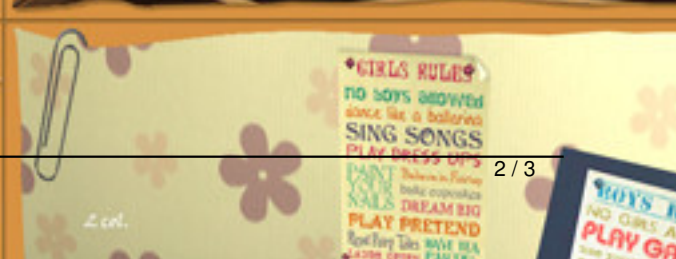 GIRLS RULES
no boys allowed
dance like a ballerina
SING SONGS
PLAY DRESS UPS
2 / 3
PAINT YOUR NAILS
Believe in Fairies
bake cupcakes
DREAM BIG
PLAY PRETEND
Read Fairy Tales
HAVE TEA
BOYS
NO GIRLS A
PLAY GA
L col.